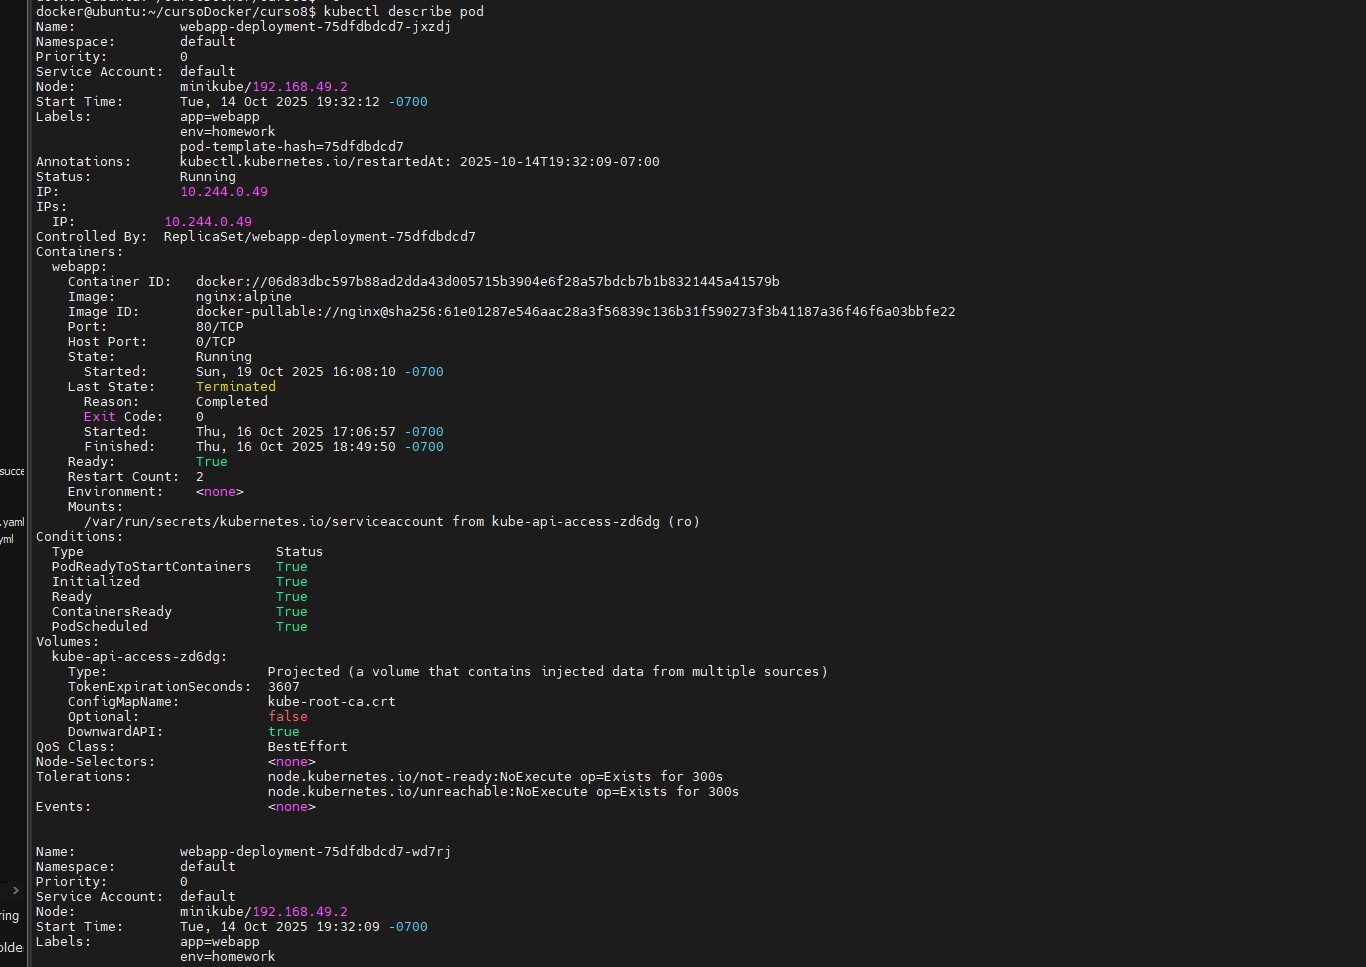 docker@ubuntu:~/cursoDocker/curso8$ kubectl describe pod
Name:             webapp-deployment-75dfdbdcd7-jxzdj
Namespace:        default
Priority:         0
Service Account:  default
Node:             minikube/192.168.49.2
Start Time:       Tue, 14 Oct 2025 19:32:12 -0700
Labels:           app=webapp
                  env=homework
                  pod-template-hash=75dfdbdcd7
Annotations:      kubectl.kubernetes.io/restartedAt: 2025-10-14T19:32:09-07:00
Status:           Running
IP:               10.244.0.49
IPs:
  IP:           10.244.0.49
Controlled By:  ReplicaSet/webapp-deployment-75dfdbdcd7
Containers:
  webapp:
    Container ID:   docker://06d83dbc597b88ad2dda43d005715b3904e6f28a57bdcb7b1b8321445a41579b
    Image:          nginx:alpine
    Image ID:       docker-pullable://nginx@sha256:61e01287e546aac28a3f56839c136b31f590273f3b41187a36f46f6a03bbfe22
    Port:           80/TCP
    Host Port:      0/TCP
    State:          Running
      Started:      Sun, 19 Oct 2025 16:08:10 -0700
    Last State:     Terminated
      Reason:       Completed
      Exit Code:    0
      Started:      Thu, 16 Oct 2025 17:06:57 -0700
      Finished:     Thu, 16 Oct 2025 18:49:50 -0700
    Ready:          True
    Restart Count:  2
    Environment:    <none>
    Mounts:
      /var/run/secrets/kubernetes.io/serviceaccount from kube-api-access-zd6dg (ro)
Conditions:
  Type                        Status
  PodReadyToStartContainers   True
  Initialized                 True
  Ready                       True
  ContainersReady             True
  PodScheduled                True
Volumes:
  kube-api-access-zd6dg:
    Type:                    Projected (a volume that contains injected data from multiple sources)
    TokenExpirationSeconds:  3607
    ConfigMapName:           kube-root-ca.crt
    Optional:                false
    DownwardAPI:             true
QoS Class:                   BestEffort
Node-Selectors:              <none>
Tolerations:                 node.kubernetes.io/not-ready:NoExecute op=Exists for 300s
                             node.kubernetes.io/unreachable:NoExecute op=Exists for 300s
Events:                      <none>
Name:             webapp-deployment-75dfdbdcd7-wd7rj
Namespace:        default
Priority:         0
Service Account:  default
Node:             minikube/192.168.49.2
Start Time:       Tue, 14 Oct 2025 19:32:09 -0700
Labels:           app=webapp
                  env=homework
succe
.yaml
yml
ring
olde